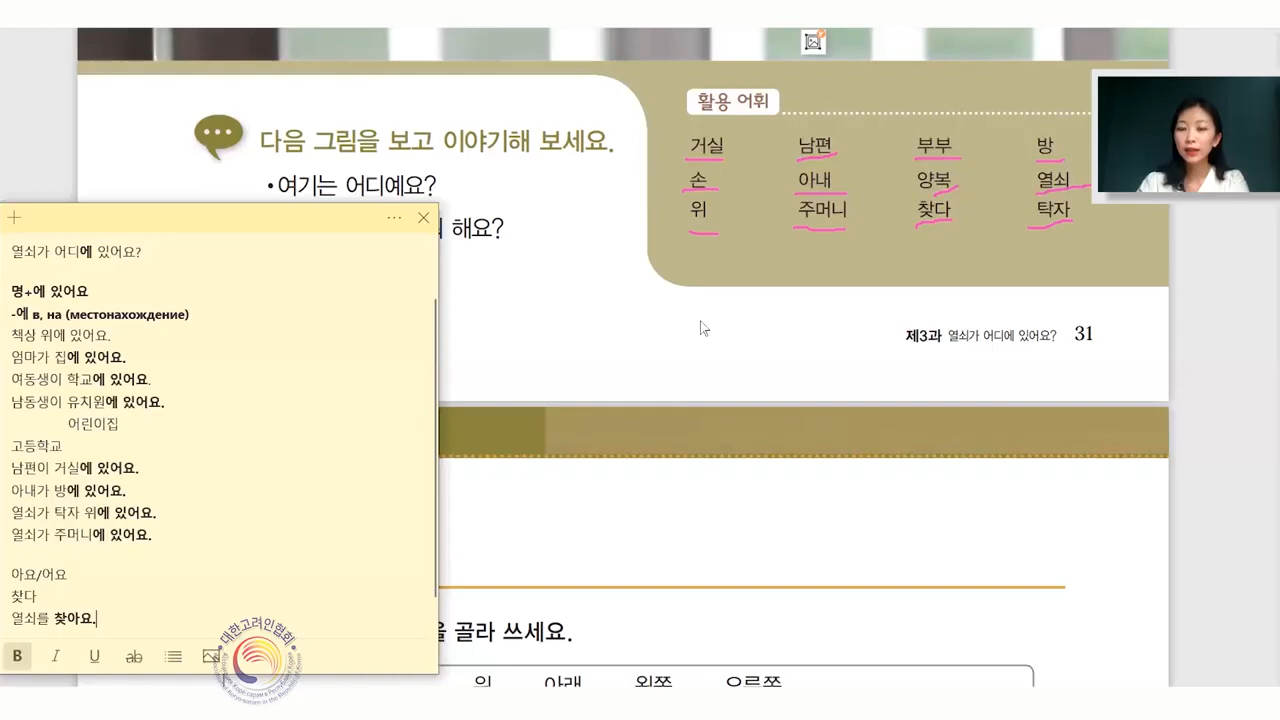 활용 어휘
다음 그림을 보고 이야기해 보세요.
•여기는 어디예요?
해요?
거실 남편 부부 방
손 아내 양복 열쇠
위 주머니 찾다 탁자
제3과 열쇠가 어디에 있어요? 31
열쇠가 어디에 있어요?
명+에 있어요
-에 в, на (местонахождение)
책상 위에 있어요.
엄마가 집에 있어요.
여동생이 학교에 있어요.
남동생이 유치원에 있어요.
어린이집
고등학교
남편이 거실에 있어요.
아내가 방에 있어요.
열쇠가 탁자 위에 있어요.
열쇠가 주머니에 있어요.
아요/어요
찾다
열쇠를 찾아요.
B I U ab
대한고려인협회
골라 쓰세요.
위 아래 왼쪽 오른쪽